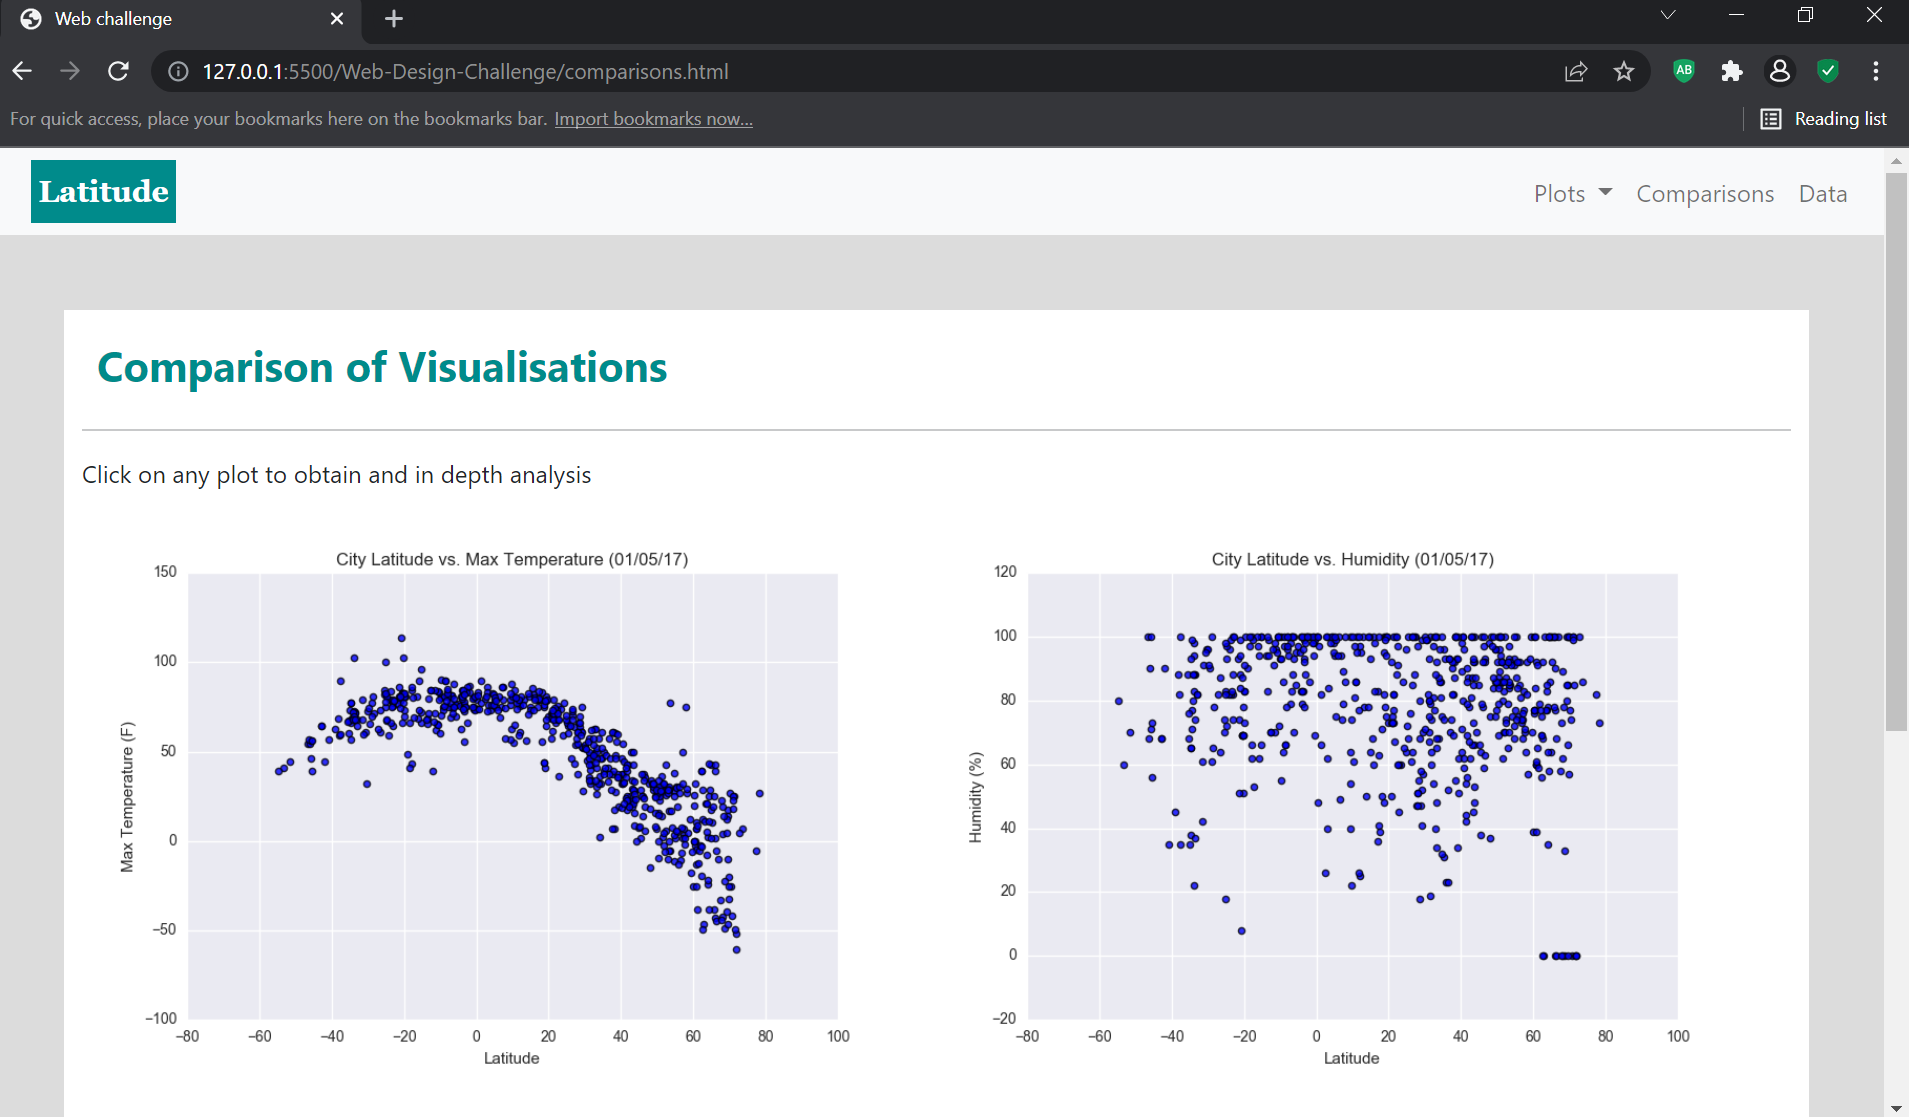 Web challenge
127.0.0.1:5500/Web-Design-Challenge/comparisons.html
AB
For quick access, place your bookmarks here on the bookmarks bar. Import bookmarks now...
Reading list
Latitude
Plots Comparisons Data
Comparison of Visualisations
Click on any plot to obtain and in depth analysis
City Latitude vs. Max Temperature (01/05/17)
150
100
50
0
−50
−100
Max Temperature (F)
−80 −60 −40 −20 0 20 40 60 80 100
Latitude
City Latitude vs. Humidity (01/05/17)
120
100
80
60
40
20
0
−20
Humidity (%)
−80 −60 −40 −20 0 20 40 60 80 100
Latitude